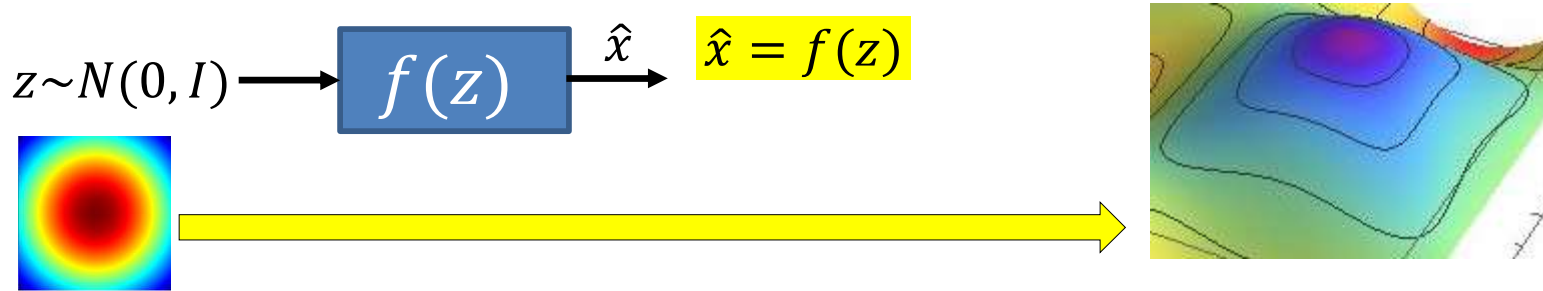 z~N(0, I)
f(z)
x̂
x̂ = f(z)